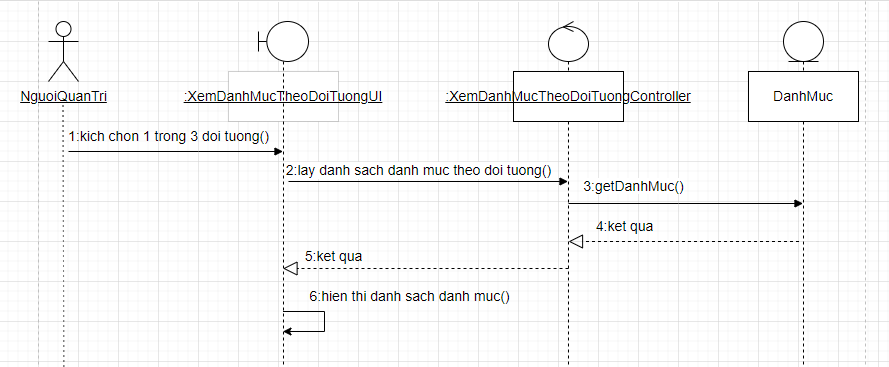 NguoiQuanTri
:XemDanhMucTheoDoiTuongUI
:XemDanhMucTheoDoiTuongController
DanhMuc
1:kich chon 1 trong 3 doi tuong()
2:lay danh sach danh muc theo doi tuong()
3:getDanhMuc()
4:ket qua
5:ket qua
6:hien thi danh sach danh muc()